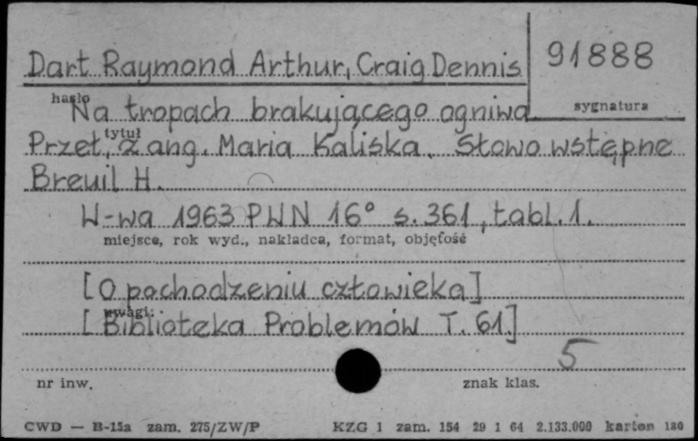 Dart Raymond Arthur, Craig Dennis
91888
hasło
sygnatura
Na tropach brakującego ogniwa
tytuł
Przeł. z ang. Maria Kaliska. Słowo wstępne
Breuil H.
W-wa 1963 PWN 16° s. 361, tabl. 1.
miejsce, rok wyd., nakładca, format, objętość
[O pochodzeniu człowieka]
uwagi:
[Biblioteka Problemów T. 61]
5
nr inw.
znak klas.
CWD — B-15a zam. 275/ZW/P KZG 1 zam. 154 29 1 64 2.133.000 karton 180